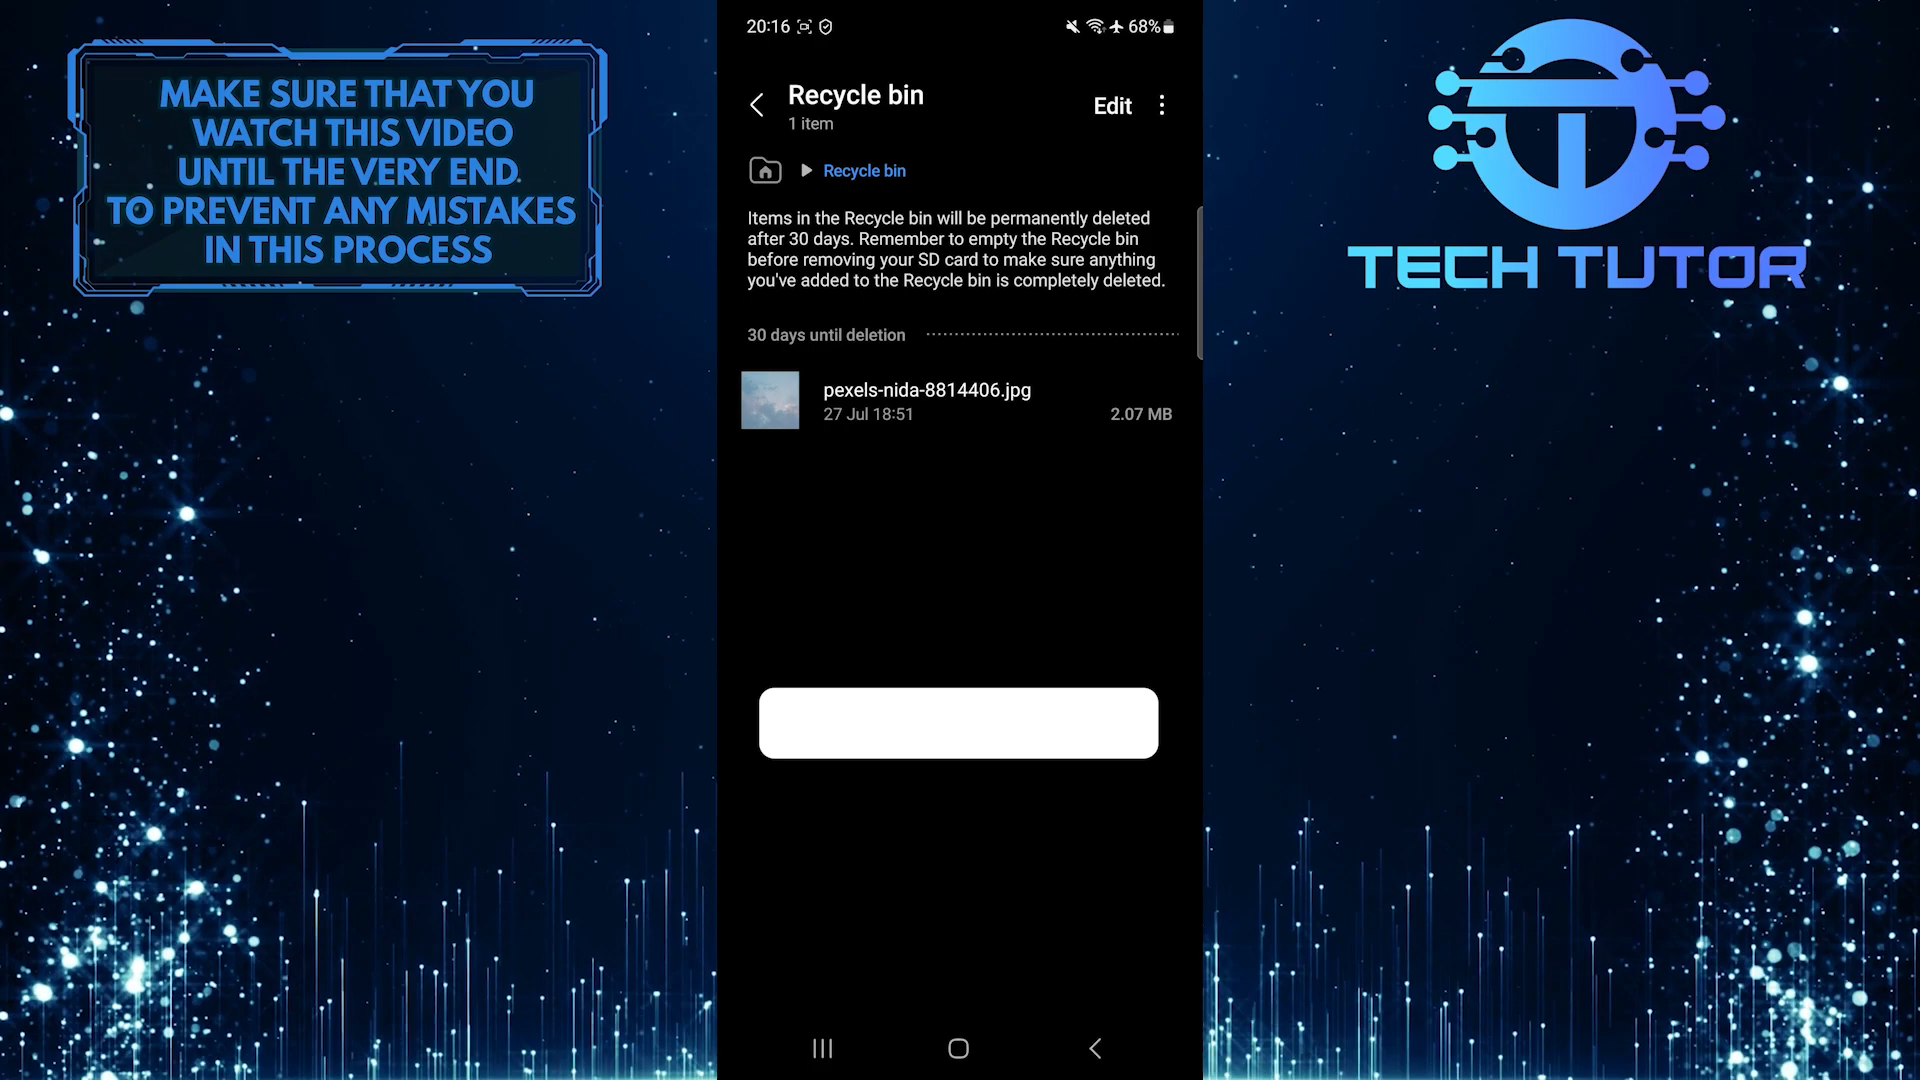 MAKE SURE THAT YOU
WATCH THIS VIDEO
UNTIL THE VERY END
TO PREVENT ANY MISTAKES
IN THIS PROCESS
20:16
68%
Recycle bin
1 item
Edit
Recycle bin
Items in the Recycle bin will be permanently deleted
after 30 days. Remember to empty the Recycle bin
before removing your SD card to make sure anything
you've added to the Recycle bin is completely deleted.
30 days until deletion
pexels-nida-8814406.jpg
27 Jul 18:51
2.07 MB
TECH TUTOR